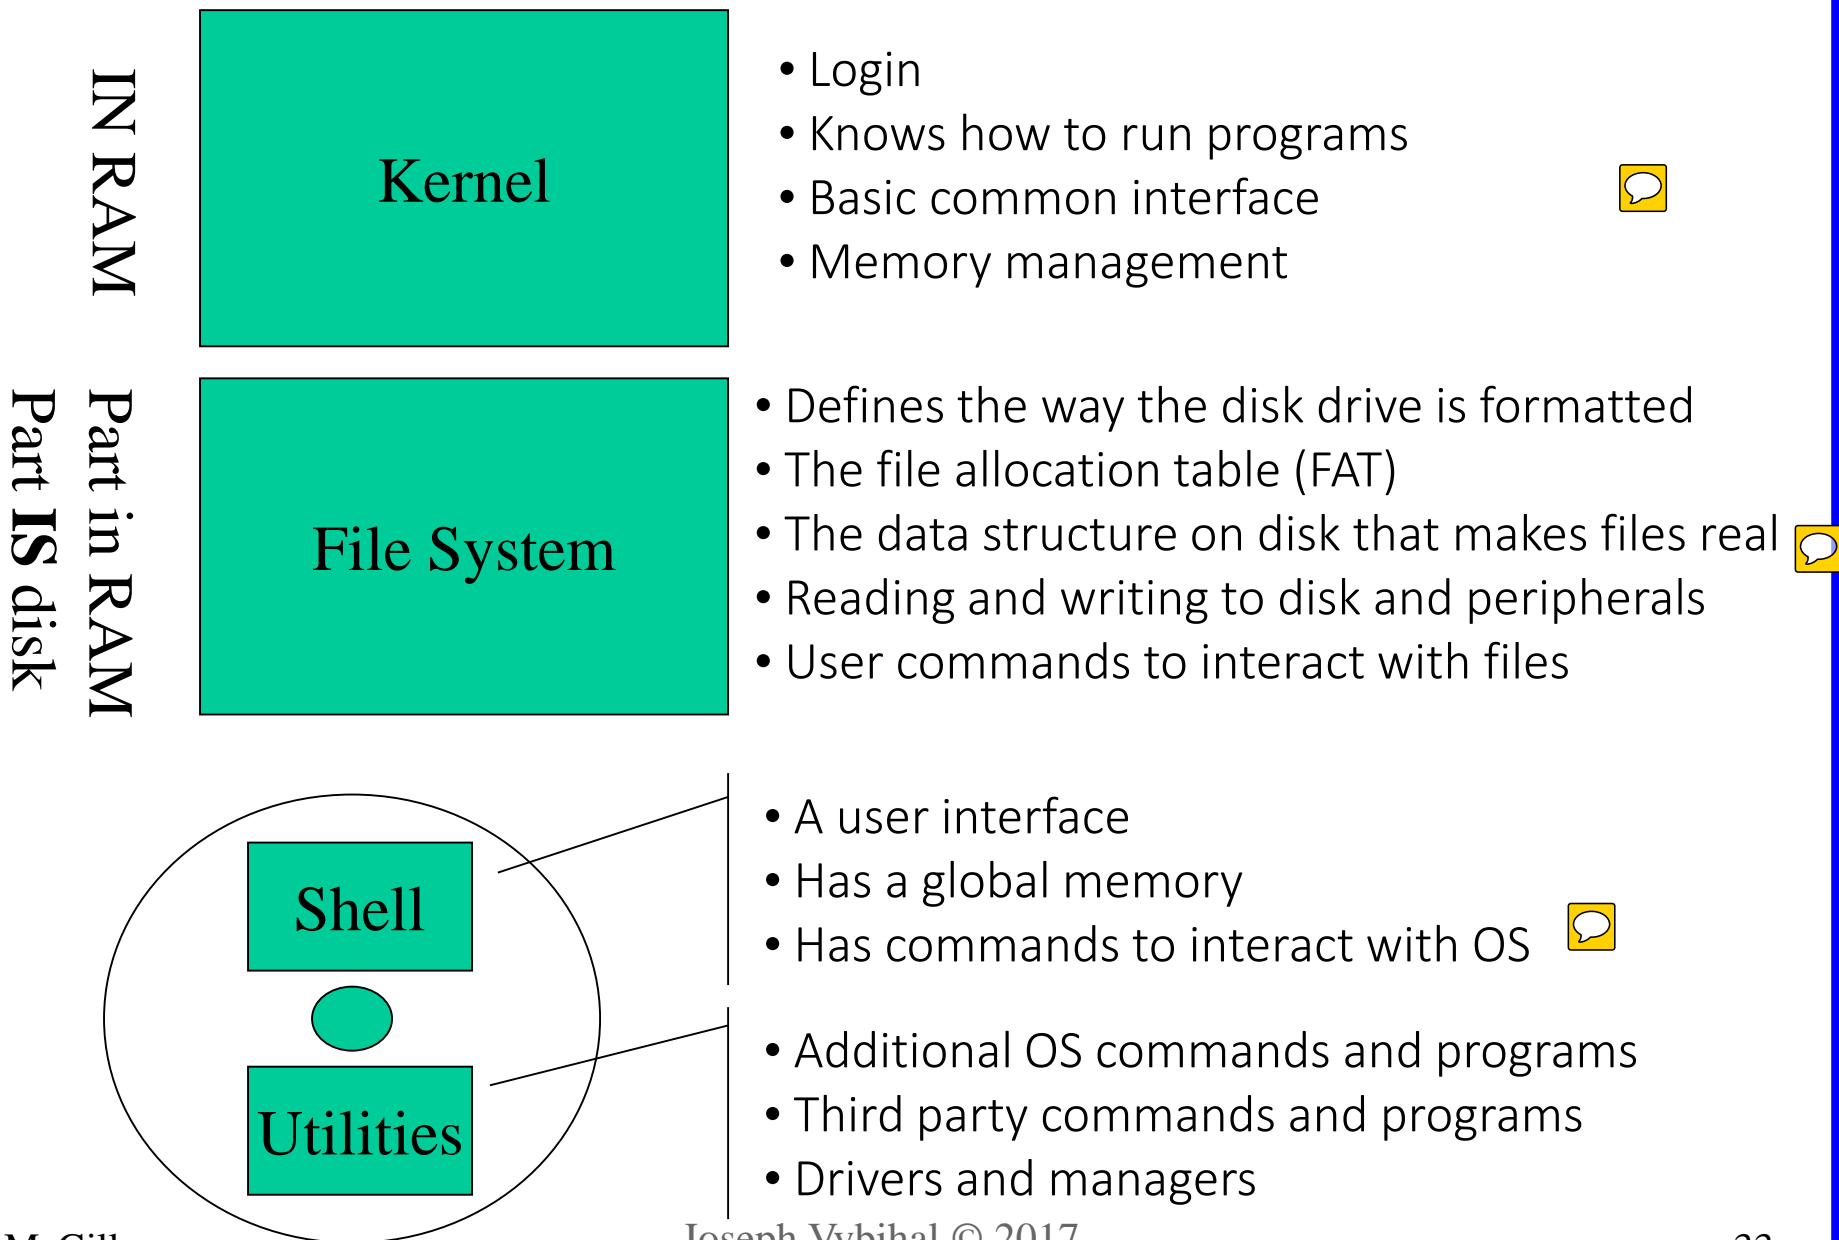 IN RAM
Kernel
• Login
• Knows how to run programs
• Basic common interface
• Memory management
Part in RAM
Part IS disk
File System
• Defines the way the disk drive is formatted
• The file allocation table (FAT)
• The data structure on disk that makes files real
• Reading and writing to disk and peripherals
• User commands to interact with files
Shell
• A user interface
• Has a global memory
• Has commands to interact with OS
Utilities
• Additional OS commands and programs
• Third party commands and programs
• Drivers and managers
McGill
Joseph Vybihal © 2017